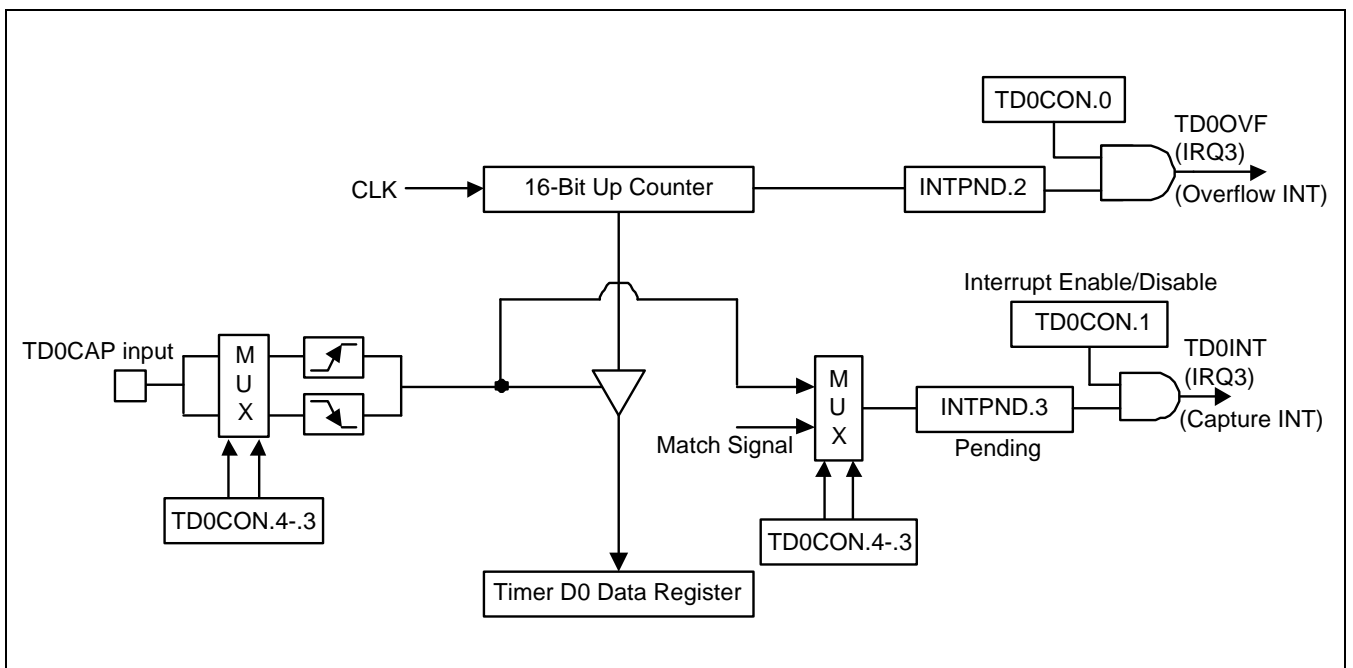 TD0CON.0
TD0OVF
(IRQ3)
(Overflow INT)
CLK
16-Bit Up Counter
INTPND.2
Interrupt Enable/Disable
TD0CON.1
TD0INT
(IRQ3)
(Capture INT)
TD0CAP input
M
U
X
M
U
X
INTPND.3
Pending
Match Signal
TD0CON.4-.3
TD0CON.4-.3
Timer D0 Data Register